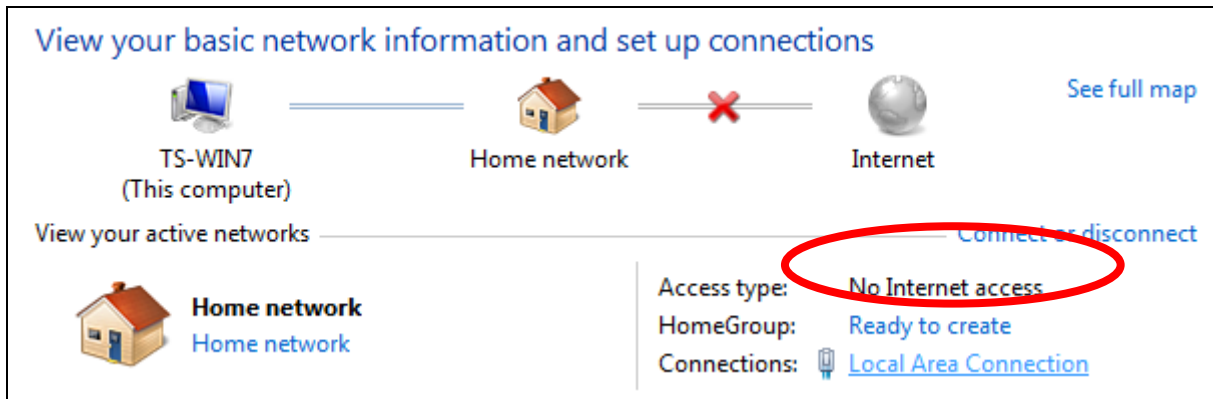 View your basic network information and set up connections
See full map
TS-WIN7
(This computer)
Home network
Internet
View your active networks
Connect or disconnect
Home network
Home network
Access type: No Internet access
HomeGroup: Ready to create
Connections: Local Area Connection